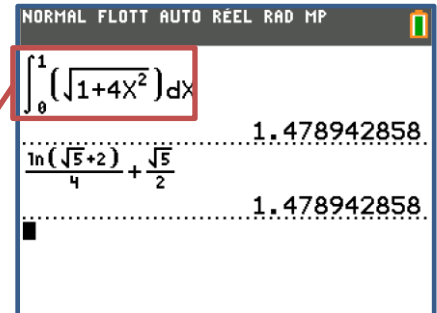 NORMAL FLOTT AUTO RÉEL RAD MP
∫₀¹(√(1+4X²))dX
1.478942858
ln(√5+2)/4+√5/2
1.478942858